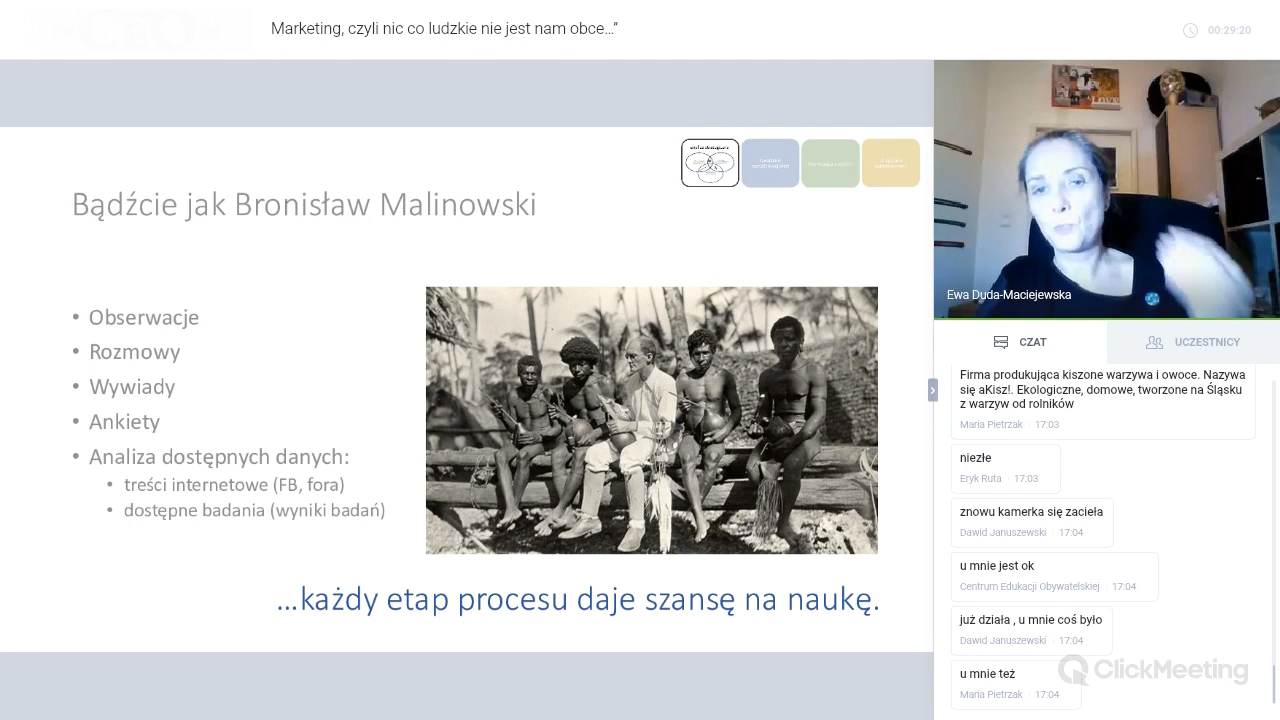 Marketing, czyli nic co ludzkie nie jest nam obce…”
00:29:20
Bądźcie jak Bronisław Malinowski
• Obserwacje
• Rozmowy
• Wywiady
• Ankiety
• Analiza dostępnych danych:
• treści internetowe (FB, fora)
• dostępne badania (wyniki badań)
…każdy etap procesu daje szansę na naukę.
LOVE
Ewa Duda-Maciejewska
CZAT
UCZESTNICY
Firma produkująca kiszone warzywa i owoce. Nazywa
się aKisz!. Ekologiczne, domowe, tworzone na Śląsku
z warzyw od rolników
Maria Pietrzak 17:03
niezłe
Eryk Ruta 17:03
znowu kamerka się zacieła
Dawid Januszewski 17:04
u mnie jest ok
Centrum Edukacji Obywatelskiej 17:04
już działa , u mnie coś było
Dawid Januszewski 17:04
u mnie też
Maria Pietrzak 17:04
ClickMeeting